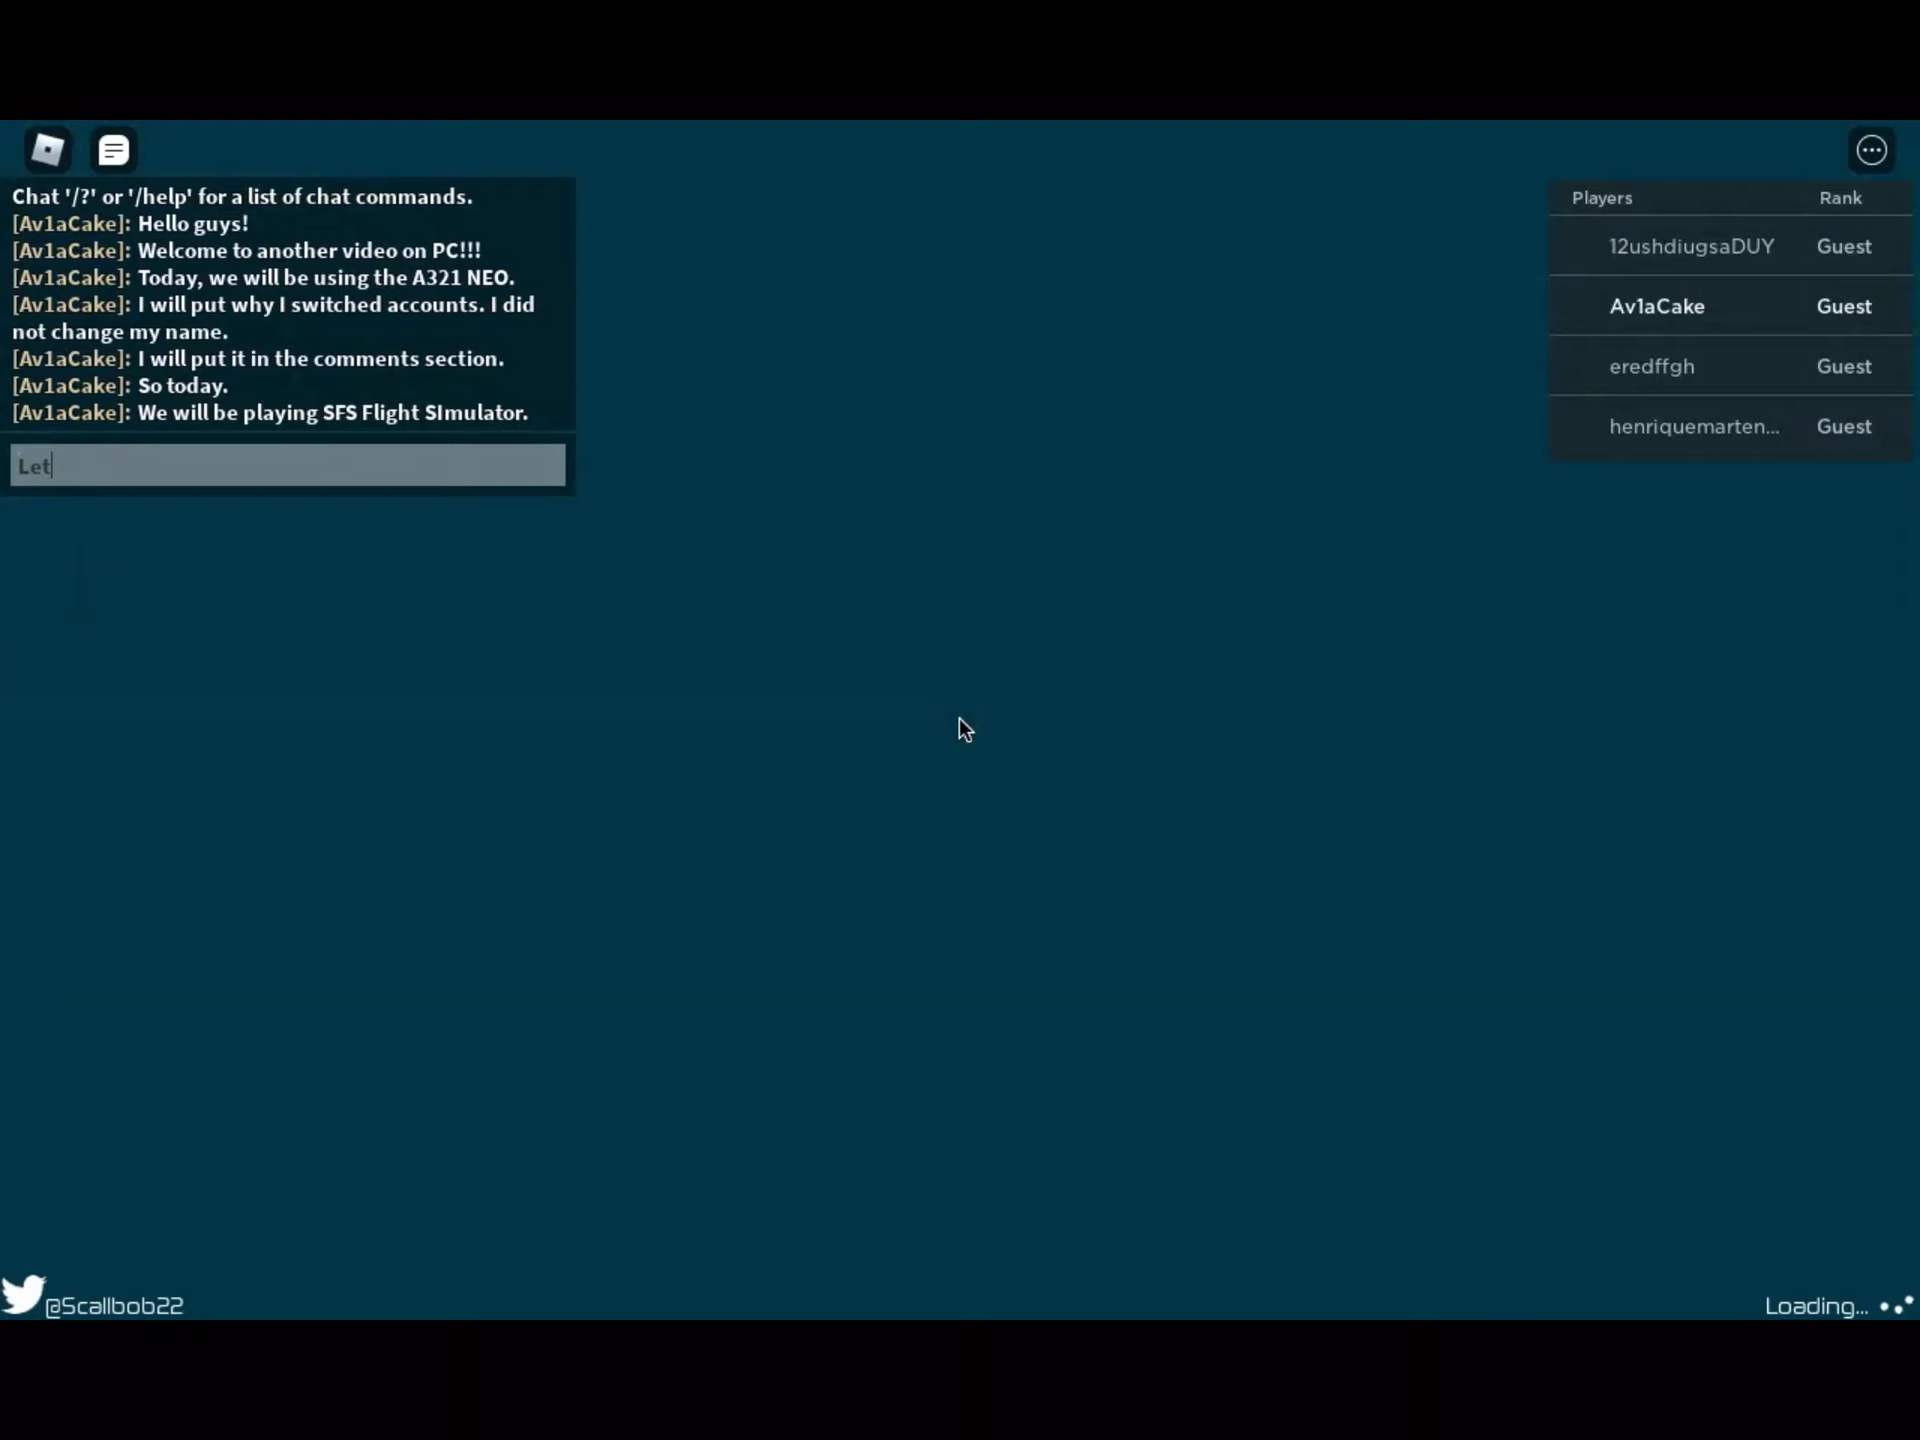 Chat '/?' or '/help' for a list of chat commands.
[Av1aCake]: Hello guys!
[Av1aCake]: Welcome to another video on PC!!!
[Av1aCake]: Today, we will be using the A321 NEO.
[Av1aCake]: I will put why I switched accounts. I did
not change my name.
[Av1aCake]: I will put it in the comments section.
[Av1aCake]: So today.
[Av1aCake]: We will be playing SFS Flight SImulator.
Let
Players Rank
12ushdiugsaDUY Guest
Av1aCake Guest
eredffgh Guest
henriquemarten... Guest
@Scallbob22
Loading...